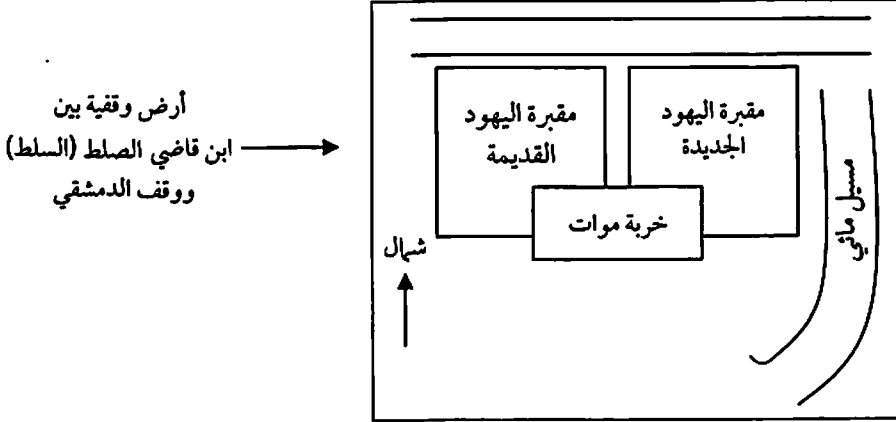 أرض وقفية بين
ابن قاضي الصلط (السلط)
ووقف الدمشقي
مقبرة اليهود
الجديدة
مقبرة اليهود
القديمة
خربة موات
مسيل مائي
شمال